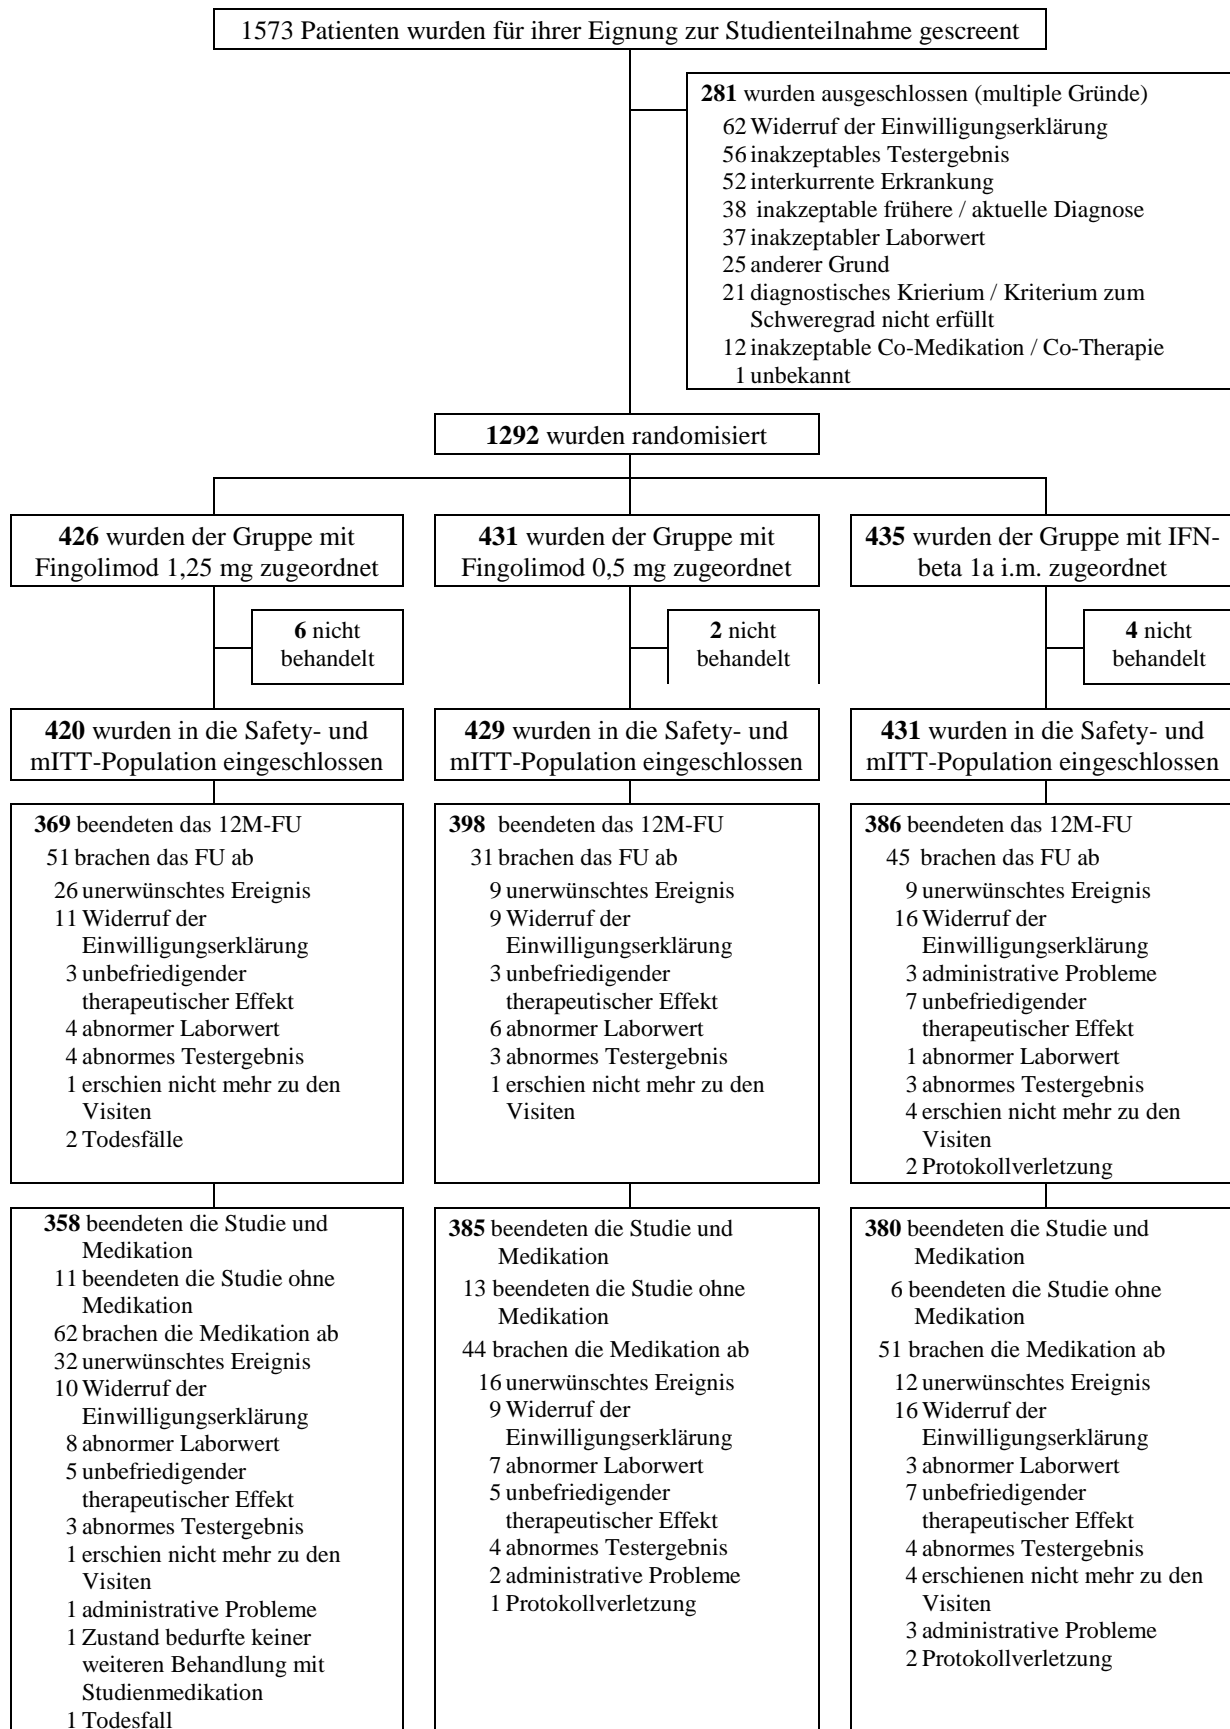 1573 Patienten wurden für ihrer Eignung zur Studienteilnahme gescreent
281 wurden ausgeschlossen (multiple Gründe)
62 Widerruf der Einwilligungserklärung
56 inakzeptables Testergebnis
52 interkurrente Erkrankung
38 inakzeptable frühere / aktuelle Diagnose
37 inakzeptabler Laborwert
25 anderer Grund
21 diagnostisches Krierium / Kriterium zum
Schweregrad nicht erfüllt
12 inakzeptable Co-Medikation / Co-Therapie
1 unbekannt
1292 wurden randomisiert
426 wurden der Gruppe mit
Fingolimod 1,25 mg zugeordnet
431 wurden der Gruppe mit
Fingolimod 0,5 mg zugeordnet
435 wurden der Gruppe mit IFN-
beta 1a i.m. zugeordnet
6 nicht
behandelt
2 nicht
behandelt
4 nicht
behandelt
420 wurden in die Safety- und
mITT-Population eingeschlossen
429 wurden in die Safety- und
mITT-Population eingeschlossen
431 wurden in die Safety- und
mITT-Population eingeschlossen
369 beendeten das 12M-FU
51 brachen das FU ab
26 unerwünschtes Ereignis
11 Widerruf der
Einwilligungserklärung
3 unbefriedigender
therapeutischer Effekt
4 abnormer Laborwert
4 abnormes Testergebnis
1 erschien nicht mehr zu den
Visiten
2 Todesfälle
398 beendeten das 12M-FU
31 brachen das FU ab
9 unerwünschtes Ereignis
9 Widerruf der
Einwilligungserklärung
3 unbefriedigender
therapeutischer Effekt
6 abnormer Laborwert
3 abnormes Testergebnis
1 erschien nicht mehr zu den
Visiten
386 beendeten das 12M-FU
45 brachen das FU ab
9 unerwünschtes Ereignis
16 Widerruf der
Einwilligungserklärung
3 administrative Probleme
7 unbefriedigender
therapeutischer Effekt
1 abnormer Laborwert
3 abnormes Testergebnis
4 erschien nicht mehr zu den
Visiten
2 Protokollverletzung
358 beendeten die Studie und
Medikation
11 beendeten die Studie ohne
Medikation
62 brachen die Medikation ab
32 unerwünschtes Ereignis
10 Widerruf der
Einwilligungserklärung
8 abnormer Laborwert
5 unbefriedigender
therapeutischer Effekt
3 abnormes Testergebnis
1 erschien nicht mehr zu den
Visiten
1 administrative Probleme
1 Zustand bedurfte keiner
weiteren Behandlung mit
Studienmedikation
1 Todesfall
385 beendeten die Studie und
Medikation
13 beendeten die Studie ohne
Medikation
44 brachen die Medikation ab
16 unerwünschtes Ereignis
9 Widerruf der
Einwilligungserklärung
7 abnormer Laborwert
5 unbefriedigender
therapeutischer Effekt
4 abnormes Testergebnis
2 administrative Probleme
1 Protokollverletzung
380 beendeten die Studie und
Medikation
6 beendeten die Studie ohne
Medikation
51 brachen die Medikation ab
12 unerwünschtes Ereignis
16 Widerruf der
Einwilligungserklärung
3 abnormer Laborwert
7 unbefriedigender
therapeutischer Effekt
4 abnormes Testergebnis
4 erschienen nicht mehr zu den
Visiten
3 administrative Probleme
2 Protokollverletzung